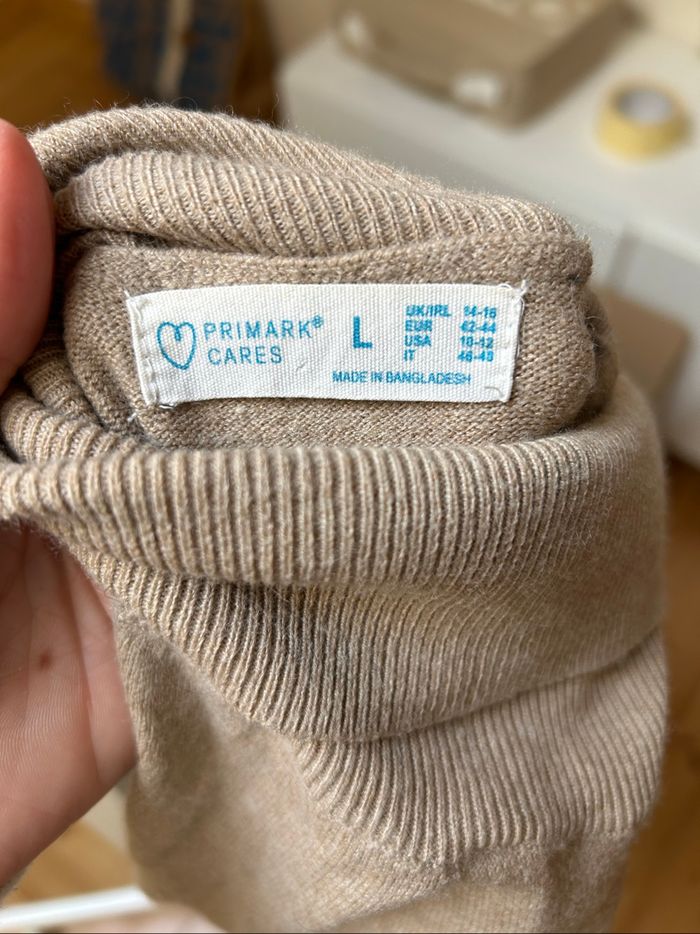 PRIMARK®
CARES
L
UK/IRL 14-16
EUR 42-44
USA 10-12
IT 46-48
MADE IN BANGLADESH